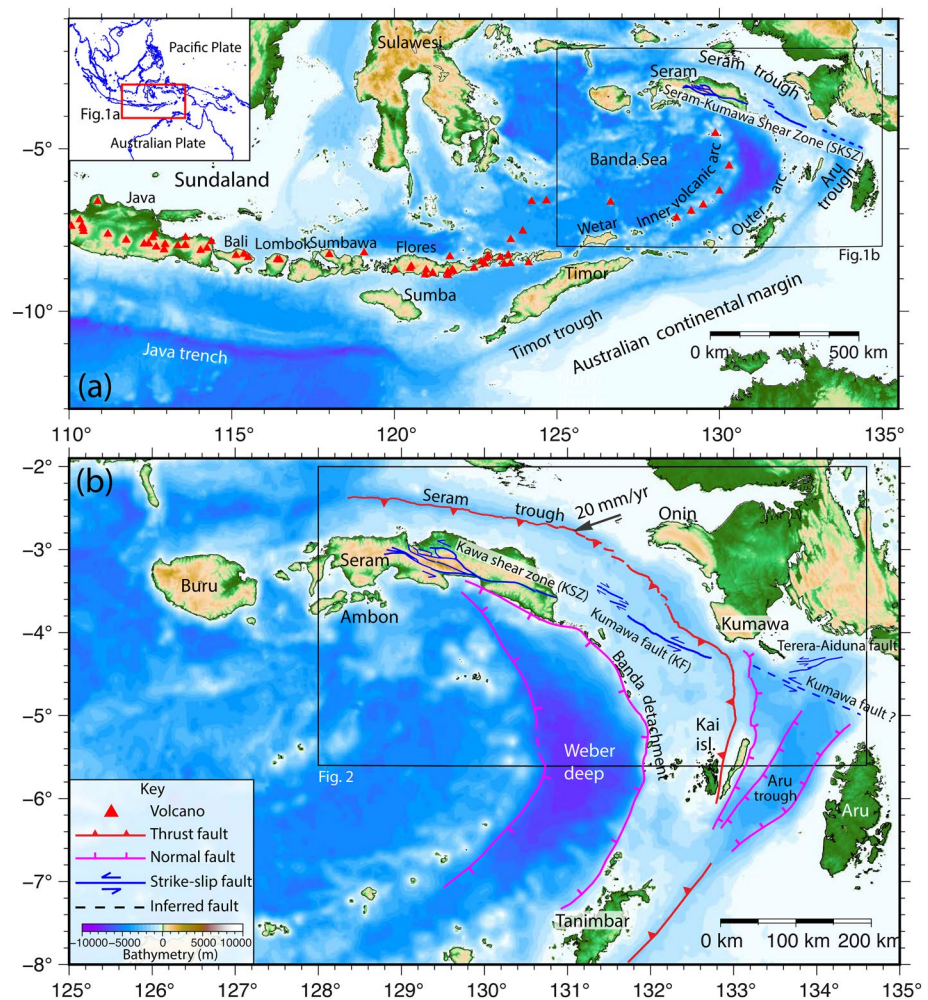 Pacific Plate
Fig.1a
Australian Plate
Sulawesi
Seram
Seram trough
Seram-Kumawa Shear Zone (SKSZ)
−5°
Sundaland
Banda Sea
Inner volcanic arc
Aru trough
Java
Outer arc
Wetar
Bali
Lombok
Sumbawa
Flores
Fig.1b
Timor
Sumba
−10°
Timor trough
Australian continental margin
Java trench
0 km
500 km
(a)
110°
115°
120°
125°
130°
135°
(b)
−2°
Seram trough
20 mm/yr
Onin
−3°
Seram
Kawa shear zone (KSZ)
Buru
Ambon
Kumawa fault (KF)
Kumawa
−4°
Terera-Aiduna fault
Banda detachment
Kumawa fault ?
−5°
Kai
isl.
Weber
deep
Fig. 2
Aru
trough
Aru
−6°
Key
Volcano
Thrust fault
Normal fault
Strike-slip fault
Inferred fault
−10000
−5000
0
5000
10000
Bathymetry (m)
−7°
Tanimbar
0 km
100 km
200 km
−8°
125°
126°
127°
128°
129°
130°
131°
132°
133°
134°
135°